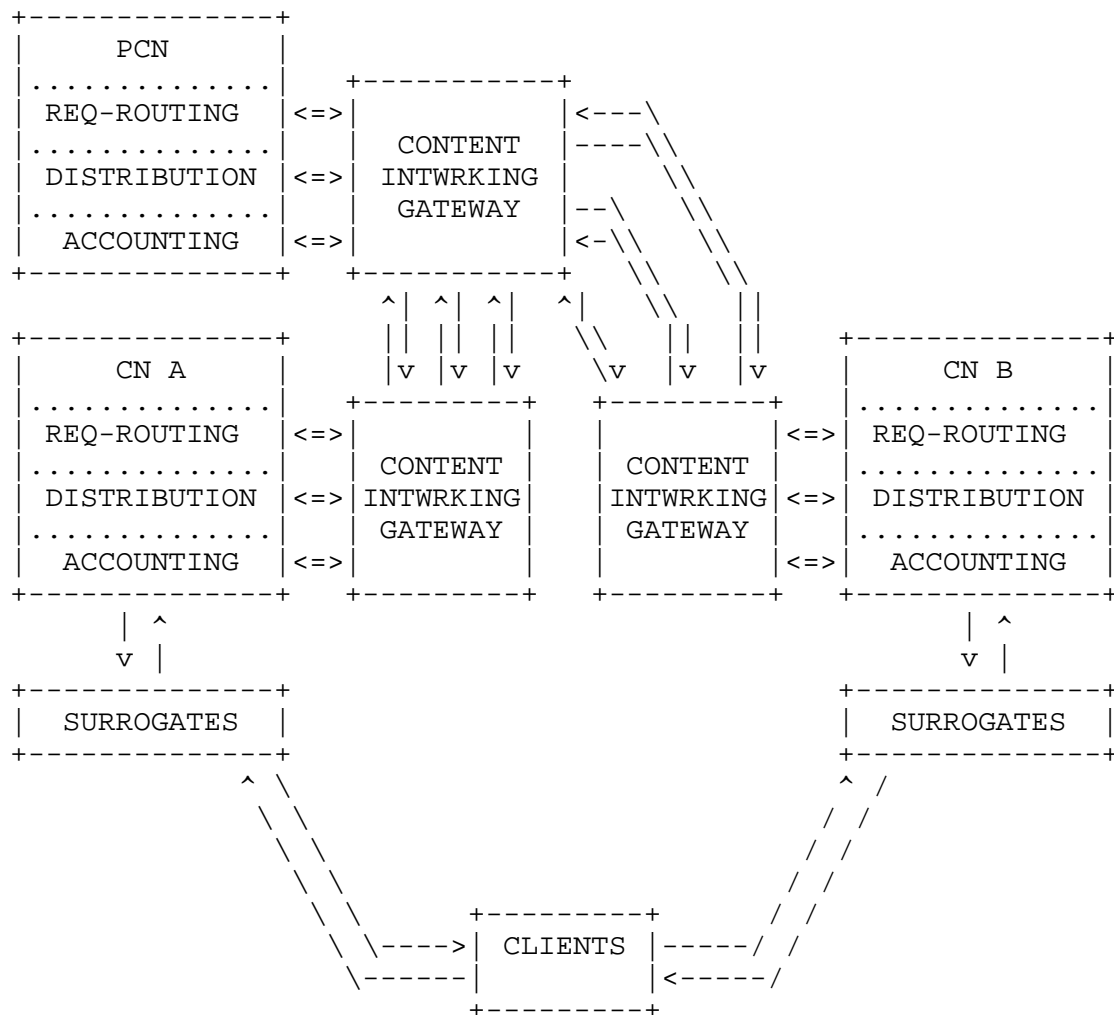 PCN
REQ-ROUTING
DISTRIBUTION
ACCOUNTING
CONTENT
INTWRKING
GATEWAY
CN A
REQ-ROUTING
DISTRIBUTION
ACCOUNTING
CONTENT
INTWRKING
GATEWAY
CONTENT
INTWRKING
GATEWAY
CN B
REQ-ROUTING
DISTRIBUTION
ACCOUNTING
SURROGATES
SURROGATES
CLIENTS